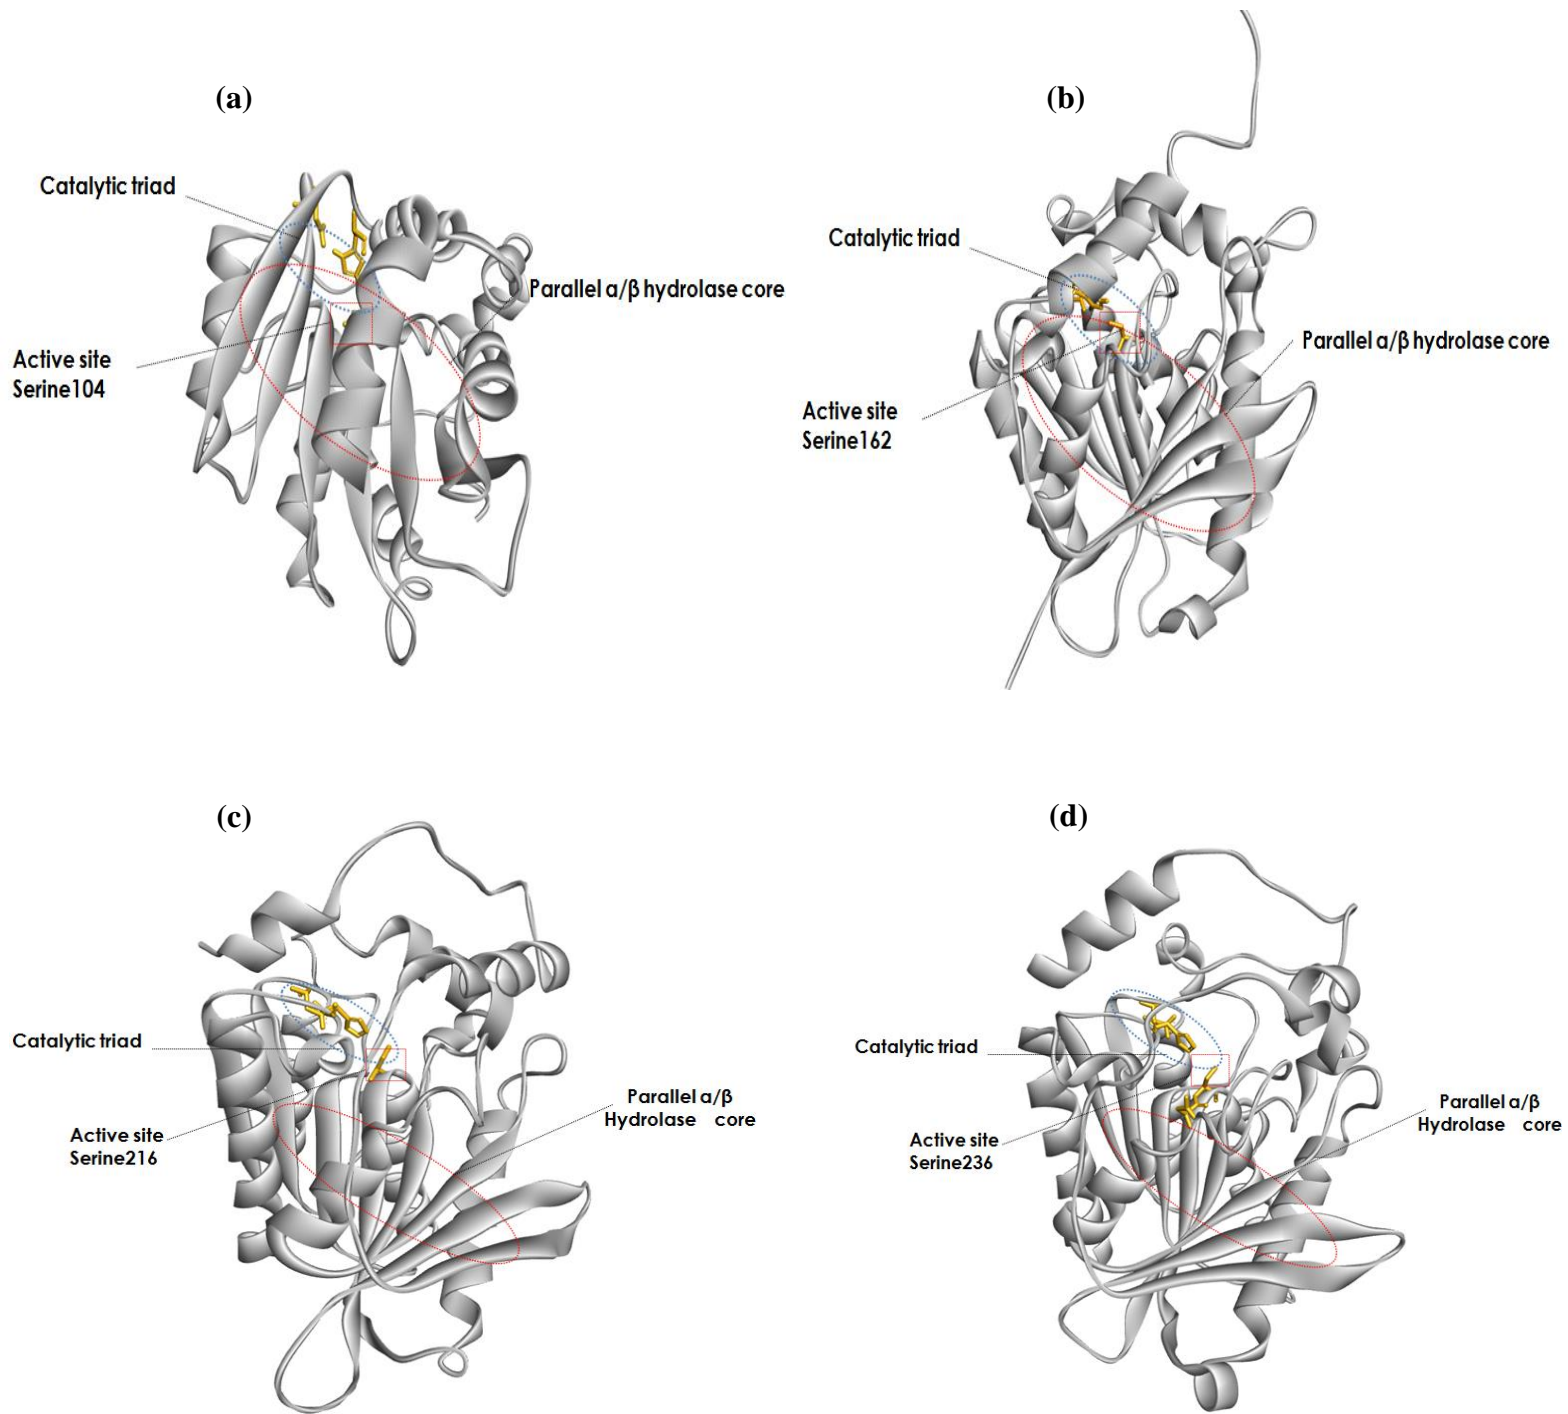 (a)
Catalytic triad
Parallel a/β hydrolase core
Active site
Serine104
(b)
Catalytic triad
Parallel a/β hydrolase core
Active site
Serine162
(c)
Catalytic triad
Parallel a/β
Hydrolase core
Active site
Serine216
(d)
Catalytic triad
Parallel a/β
Hydrolase core
Active site
Serine236